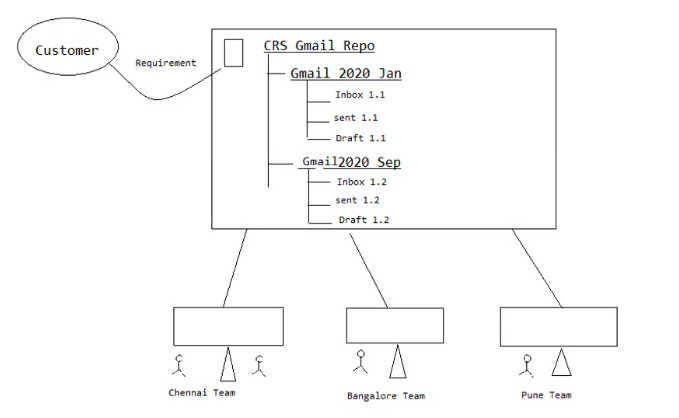 Customer
Requirement
CRS Gmail Repo
Gmail 2020 Jan
Inbox 1.1
sent 1.1
Draft 1.1
Gmail2020 Sep
Inbox 1.2
sent 1.2
Draft 1.2
Chennai Team
Bangalore Team
Pune Team